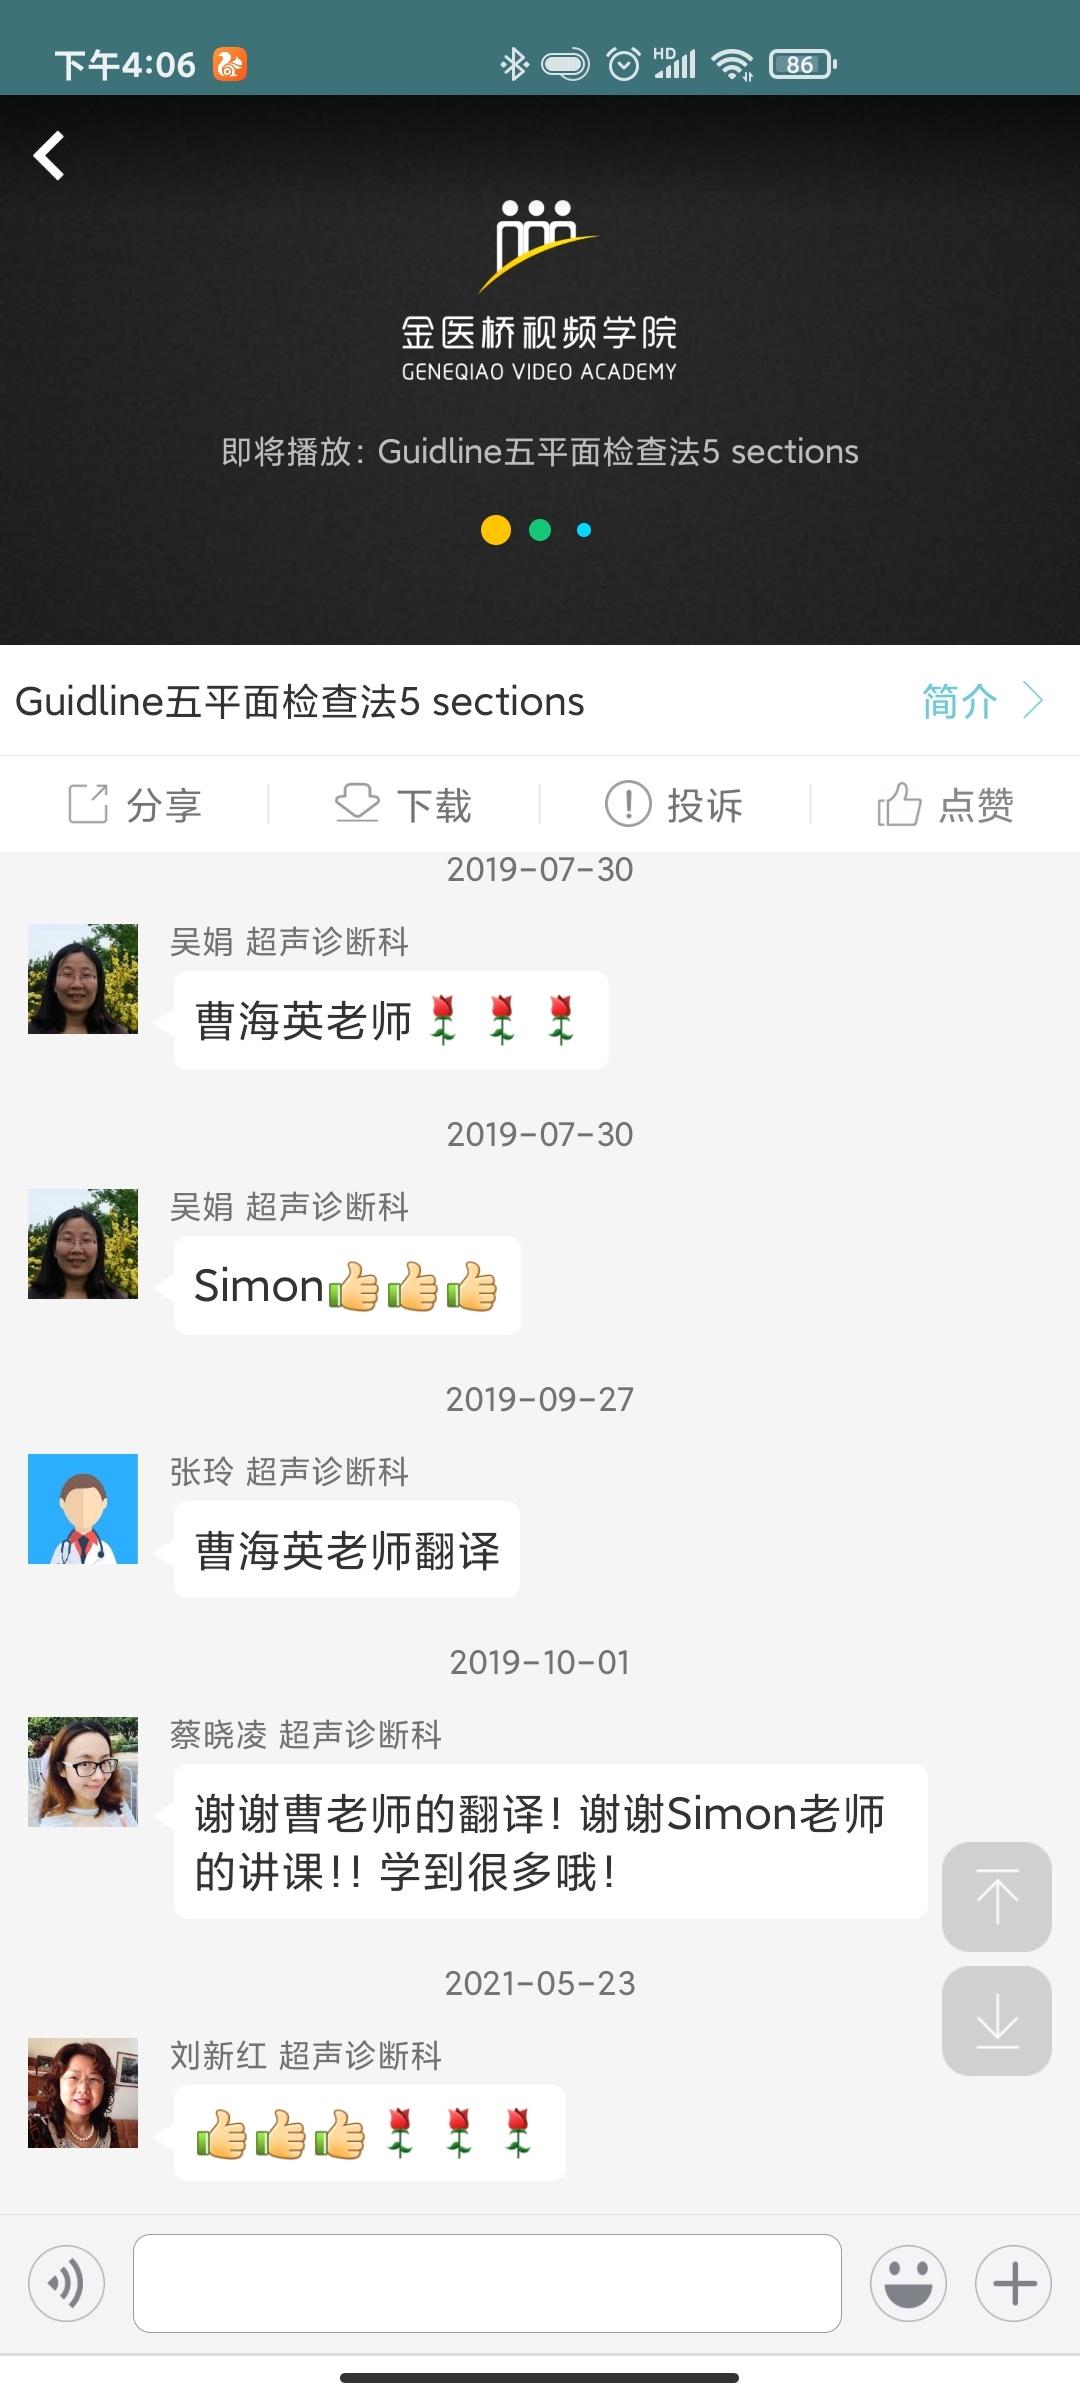 下午4:06
HD
86
金医桥视频学院
GENEQIAO VIDEO ACADEMY
即将播放：Guidline五平面检查法5 sections
Guidline五平面检查法5 sections
简介
分享
下载
投诉
点赞
2019-07-30
吴娟 超声诊断科
曹海英老师🌹🌹🌹
2019-07-30
吴娟 超声诊断科
Simon👍👍👍
2019-09-27
张玲 超声诊断科
曹海英老师翻译
2019-10-01
蔡晓凌 超声诊断科
谢谢曹老师的翻译！谢谢Simon老师
的讲课！！学到很多哦！
2021-05-23
刘新红 超声诊断科
👍👍👍🌹🌹🌹